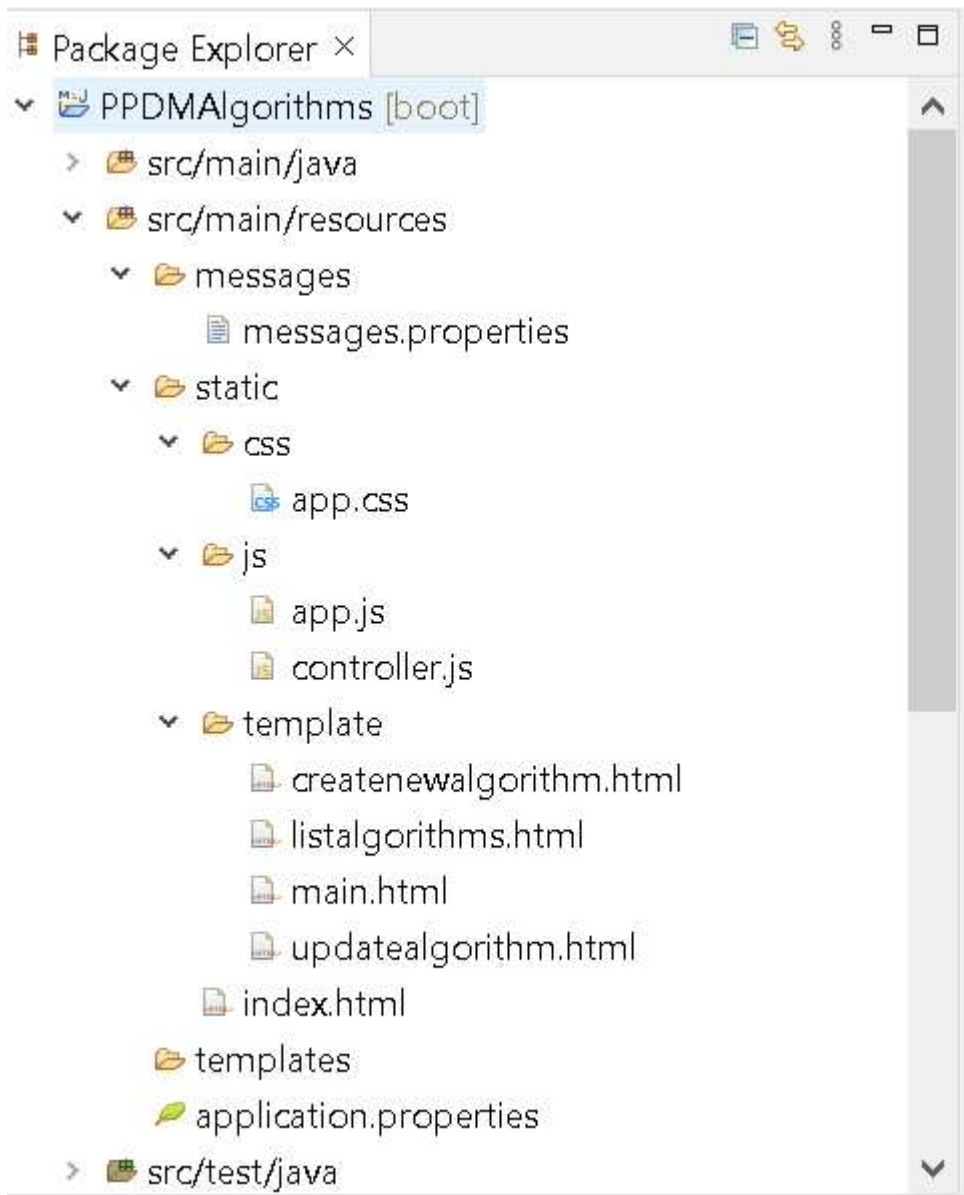 Package Explorer ×
PPDMAlgorithms [boot]
src/main/java
src/main/resources
messages
messages.properties
static
css
app.css
js
app.js
controller.js
template
createnewalgorithm.html
listalgorithms.html
main.html
updatealgorithm.html
index.html
templates
application.properties
src/test/java